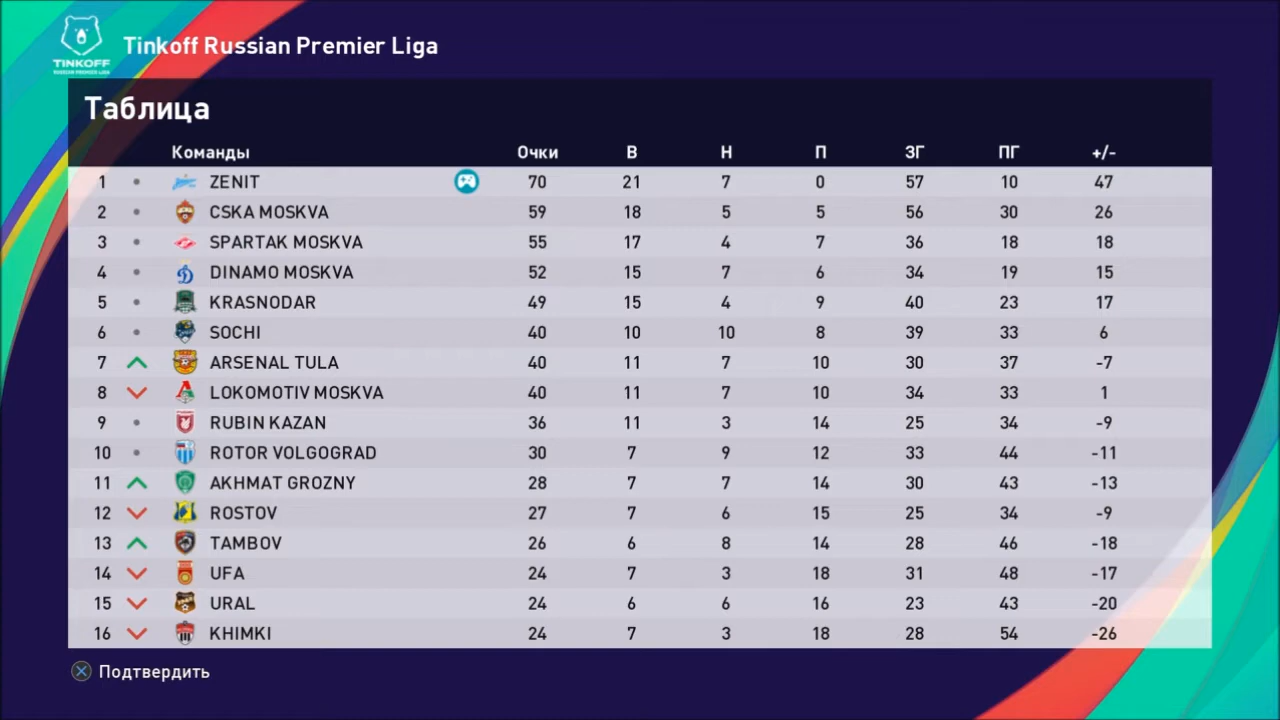 Tinkoff Russian Premier Liga
TINKOFF
RUSSIAN PREMIER LIGA
Таблица
Команды Очки В Н П ЗГ ПГ +/-
1 ZENIT 70 21 7 0 57 10 47
2 CSKA MOSKVA 59 18 5 5 56 30 26
3 SPARTAK MOSKVA 55 17 4 7 36 18 18
4 DINAMO MOSKVA 52 15 7 6 34 19 15
5 KRASNODAR 49 15 4 9 40 23 17
6 SOCHI 40 10 10 8 39 33 6
7 ARSENAL TULA 40 11 7 10 30 37 -7
8 LOKOMOTIV MOSKVA 40 11 7 10 34 33 1
9 RUBIN KAZAN 36 11 3 14 25 34 -9
10 ROTOR VOLGOGRAD 30 7 9 12 33 44 -11
11 AKHMAT GROZNY 28 7 7 14 30 43 -13
12 ROSTOV 27 7 6 15 25 34 -9
13 TAMBOV 26 6 8 14 28 46 -18
14 UFA 24 7 3 18 31 48 -17
15 URAL 24 6 6 16 23 43 -20
16 KHIMKI 24 7 3 18 28 54 -26
Подтвердить